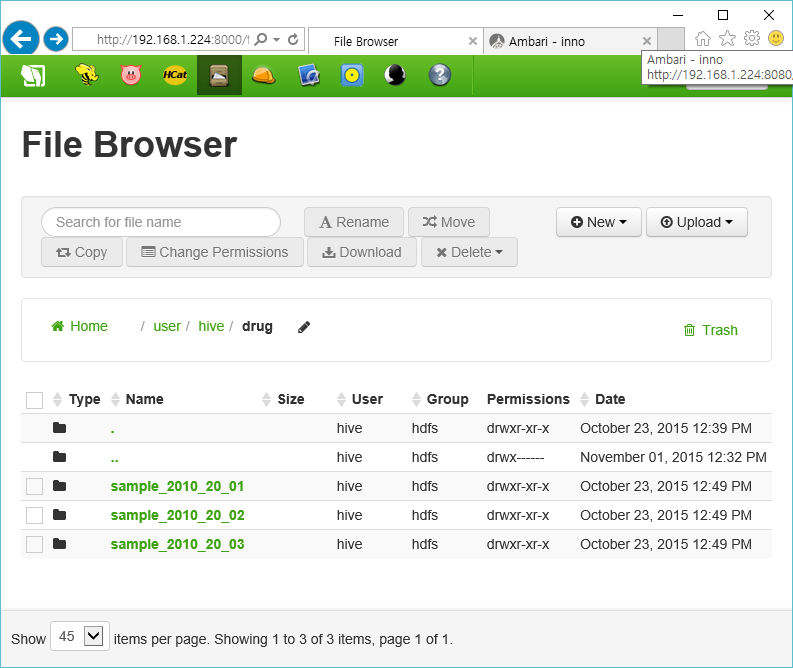 http://192.168.1.224:8000/f
File Browser
Ambari - inno
Ambari - inno
http://192.168.1.224:8080/
HCat
File Browser
Search for file name
Rename
Move
New
Upload
Copy
Change Permissions
Download
Delete
Home / user / hive / drug
Trash
Type Name Size User Group Permissions Date
. hive hdfs drwxr-xr-x October 23, 2015 12:39 PM
.. hive hdfs drwx------ November 01, 2015 12:32 PM
sample_2010_20_01 hive hdfs drwxr-xr-x October 23, 2015 12:49 PM
sample_2010_20_02 hive hdfs drwxr-xr-x October 23, 2015 12:49 PM
sample_2010_20_03 hive hdfs drwxr-xr-x October 23, 2015 12:49 PM
Show 45 items per page. Showing 1 to 3 of 3 items, page 1 of 1.